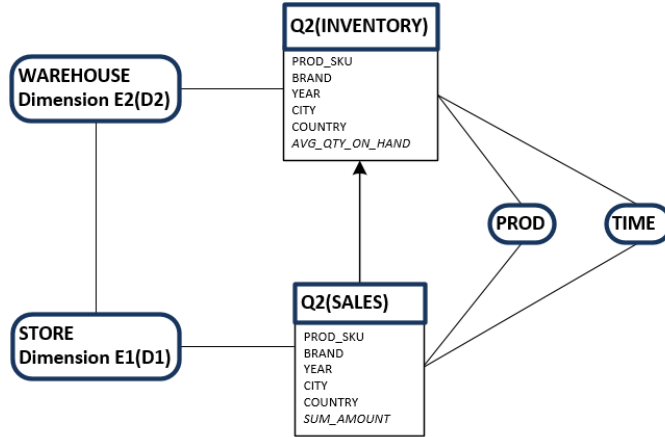 Q2(INVENTORY)
PROD_SKU
BRAND
YEAR
CITY
COUNTRY
AVG_QTY_ON_HAND
WAREHOUSE
Dimension E2(D2)
PROD
TIME
Q2(SALES)
PROD_SKU
BRAND
YEAR
CITY
COUNTRY
SUM_AMOUNT
STORE
Dimension E1(D1)